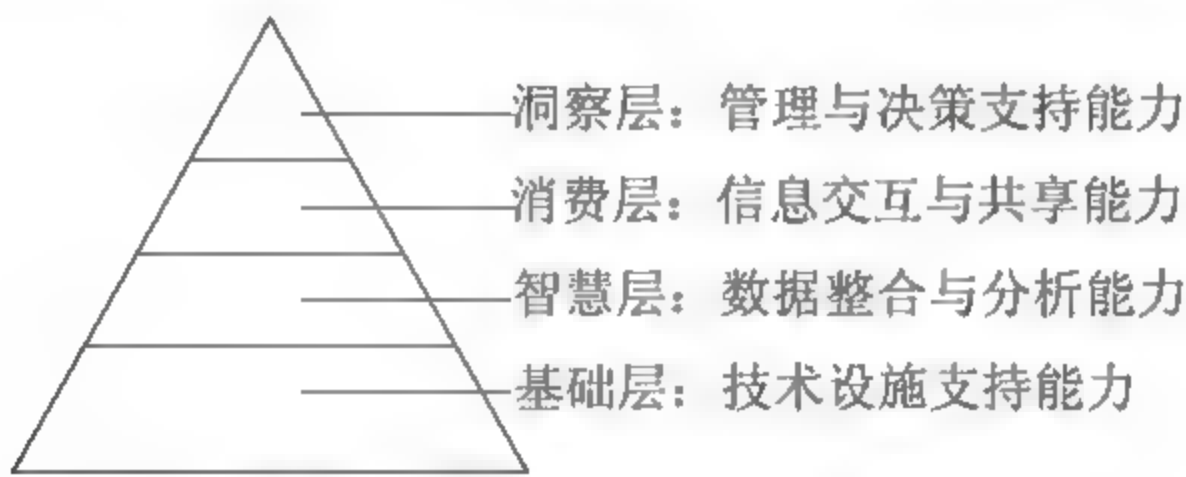 洞察层：管理与决策支持能力
消费层：信息交互与共享能力
智慧层：数据整合与分析能力
基础层：技术设施支持能力